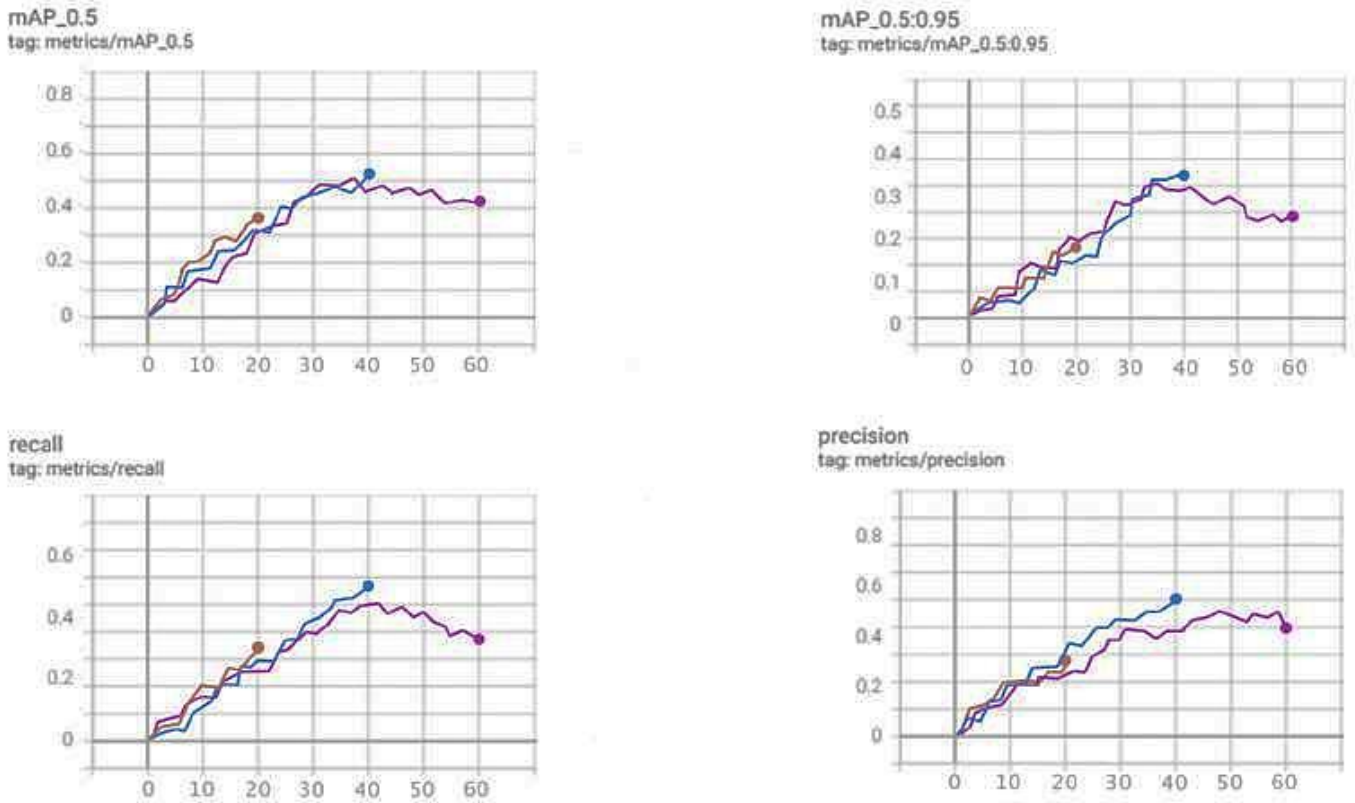 mAP_0.5
tag: metrics/mAP_0.5
0.8
0.6
0.4
0.2
0
0 10 20 30 40 50 60
mAP_0.5:0.95
tag: metrics/mAP_0.5:0.95
0.5
0.4
0.3
0.2
0.1
0
0 10 20 30 40 50 60
recall
tag: metrics/recall
0.6
0.4
0.2
0
0 10 20 30 40 50 60
precision
tag: metrics/precision
0.8
0.6
0.4
0.2
0
0 10 20 30 40 50 60